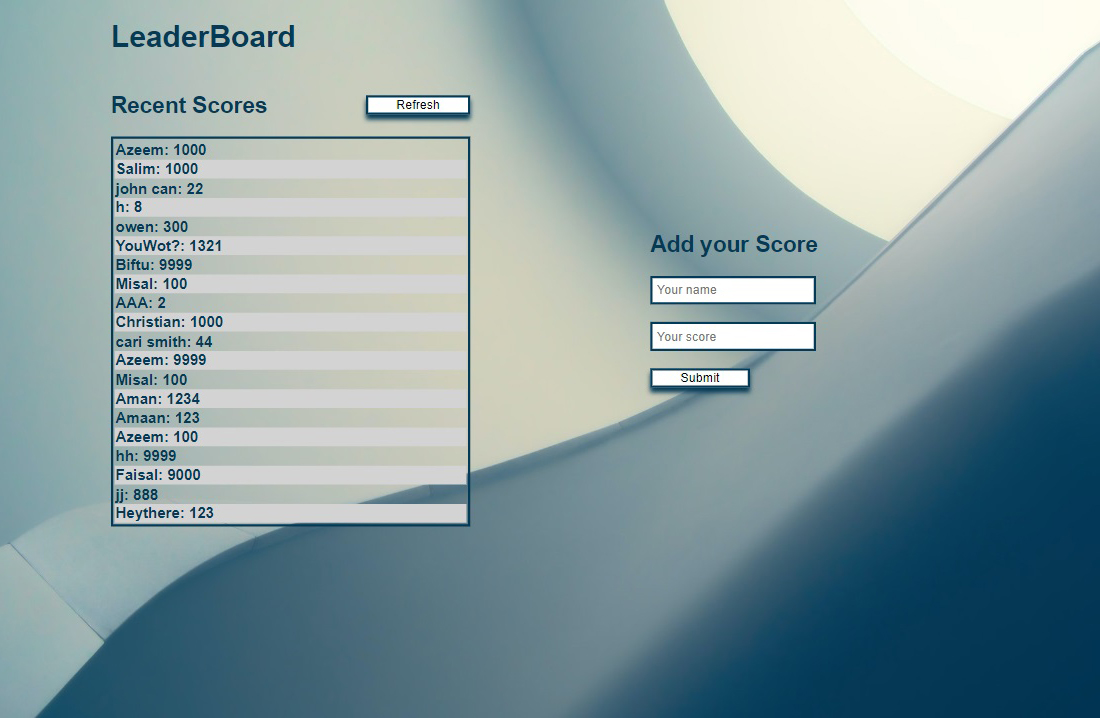 LeaderBoard
Recent Scores
Refresh
Azeem: 1000
Salim: 1000
john can: 22
h: 8
owen: 300
YouWot?: 1321
Biftu: 9999
Misal: 100
AAA: 2
Christian: 1000
cari smith: 44
Azeem: 9999
Misal: 100
Aman: 1234
Amaan: 123
Azeem: 100
hh: 9999
Faisal: 9000
jj: 888
Heythere: 123
Add your Score
Your name
Your score
Submit